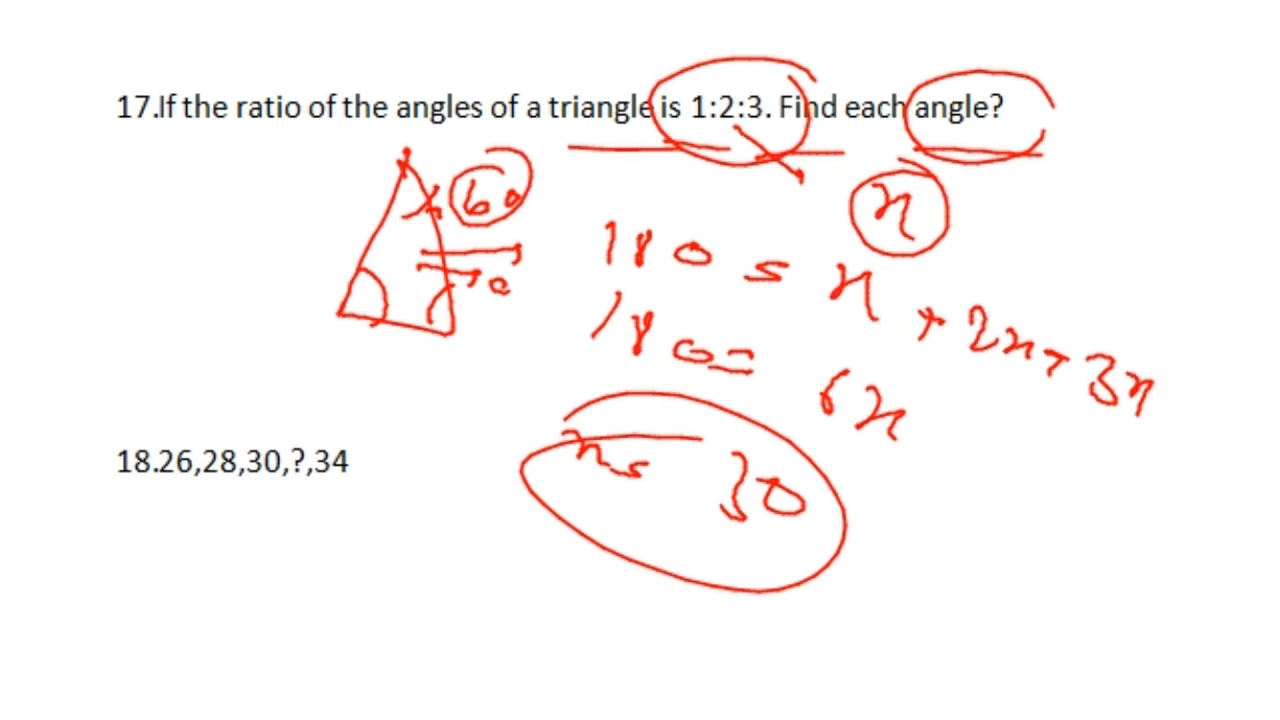 17.If the ratio of the angles of a triangle is 1:2:3. Find each angle?
60
x
180 = x + 2x + 3x
180 = 6x
18.26,28,30,?,34
x = 30